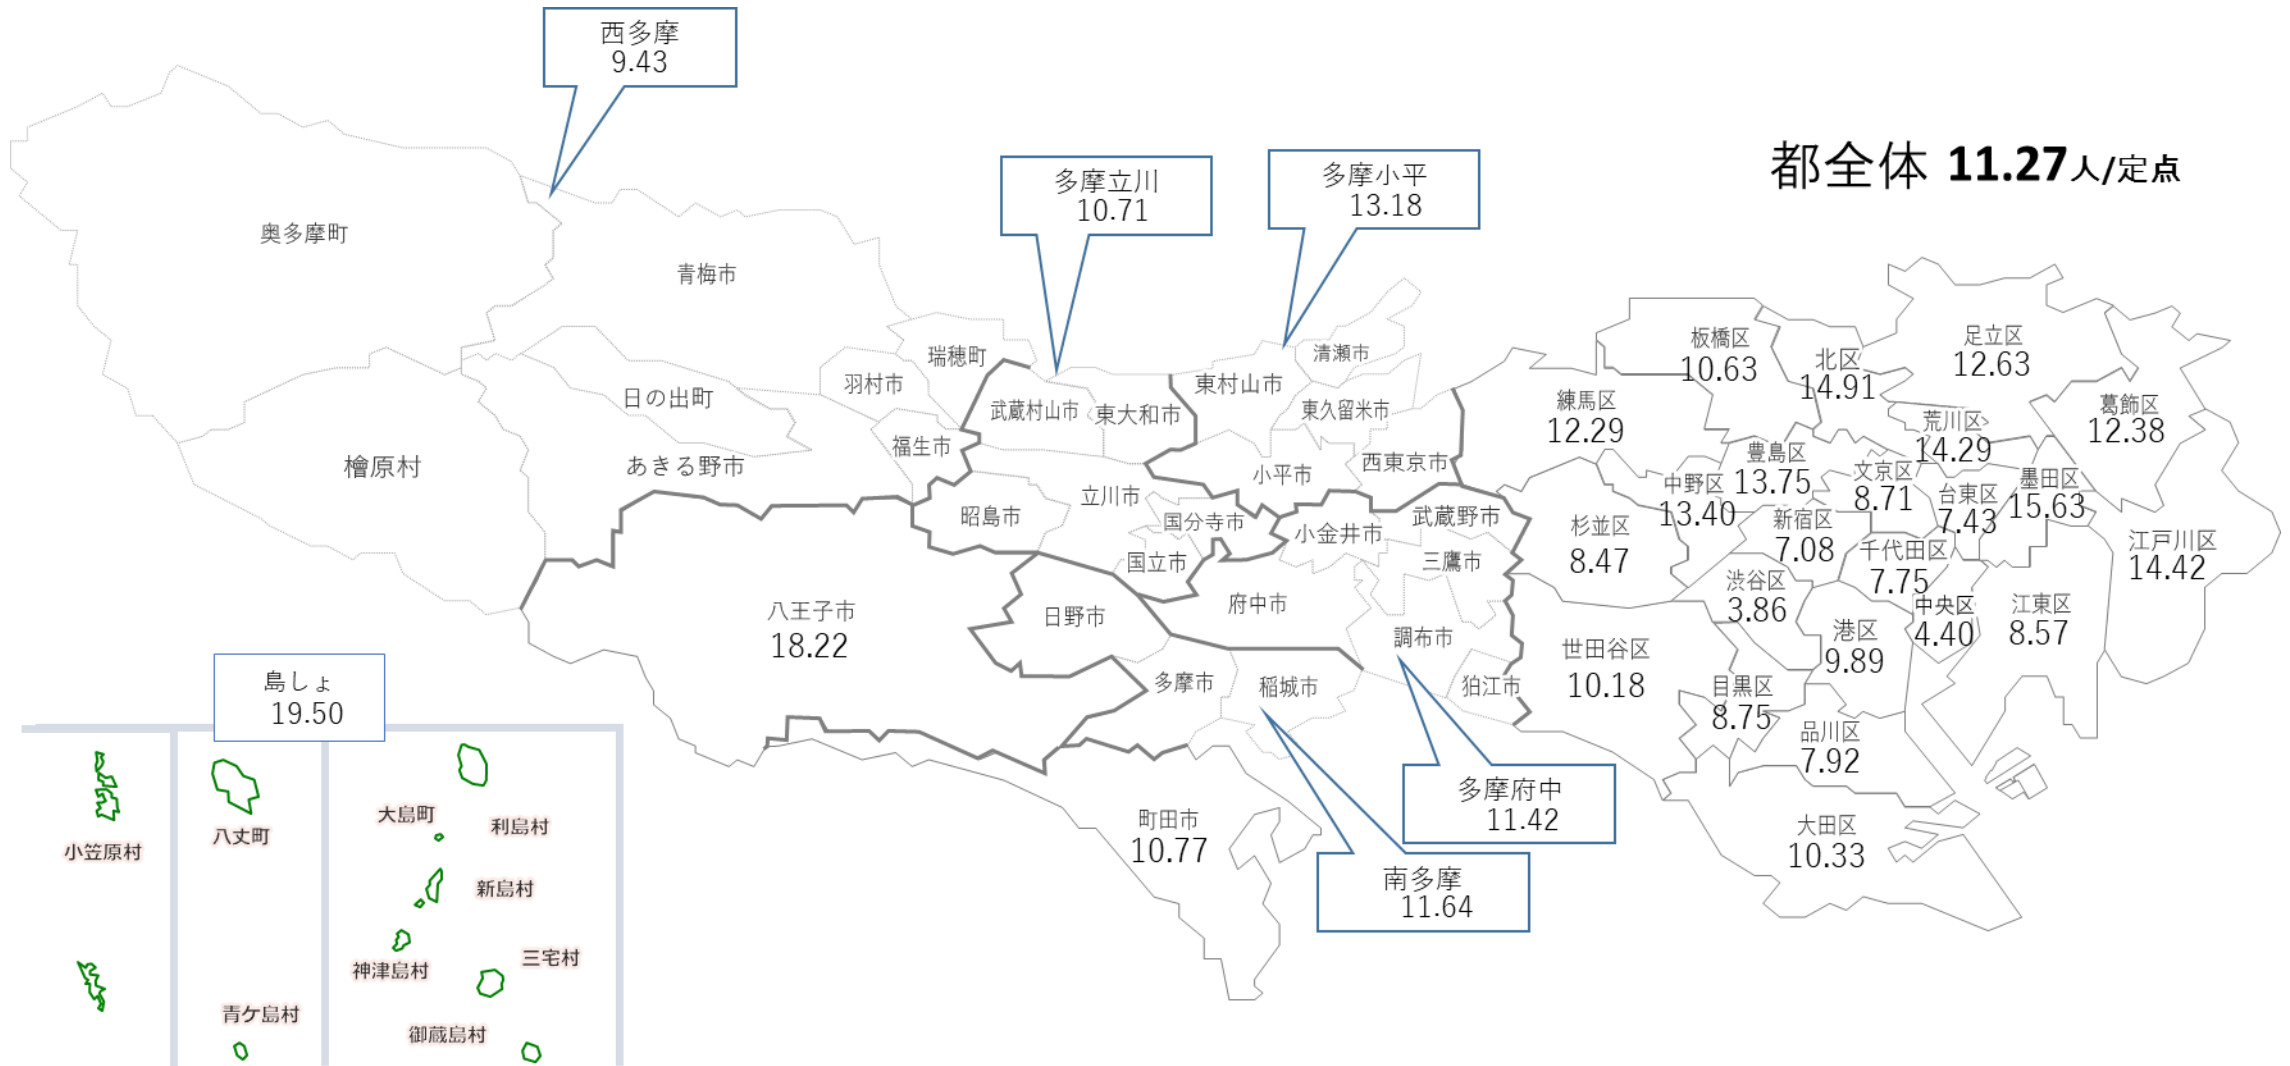 西多摩
9.43
多摩立川
10.71
多摩小平
13.18
都全体 11.27人/定点
奥多摩町
青梅市
瑞穂町
羽村市
日の出町
福生市
あきる野市
檜原村
武蔵村山市
東大和市
東村山市
清瀬市
東久留米市
小平市
西東京市
昭島市
立川市
国分寺市
国立市
小金井市
武蔵野市
三鷹市
府中市
調布市
狛江市
八王子市
18.22
日野市
多摩市
稲城市
町田市
10.77
多摩府中
11.42
南多摩
11.64
板橋区
10.63
北区
14.91
足立区
12.63
練馬区
12.29
荒川区
14.29
葛飾区
12.38
豊島区
13.75
文京区
8.71
中野区
13.40
台東区
7.43
墨田区
15.63
杉並区
8.47
新宿区
7.08
千代田区
7.75
江戸川区
14.42
渋谷区
3.86
中央区
4.40
江東区
8.57
港区
9.89
世田谷区
10.18
目黒区
8.75
品川区
7.92
大田区
10.33
島しょ
19.50
小笠原村
八丈町
青ケ島村
大島町
利島村
新島村
神津島村
三宅村
御蔵島村